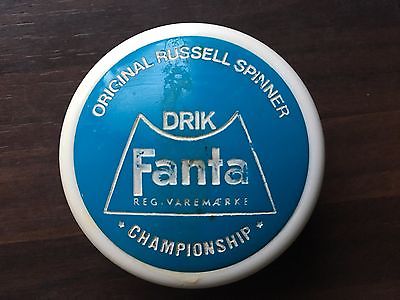 ORIGINAL RUSSELL SPINNER
DRIK
Fanta
REG. VAREMÆRKE
* CHAMPIONSHIP *